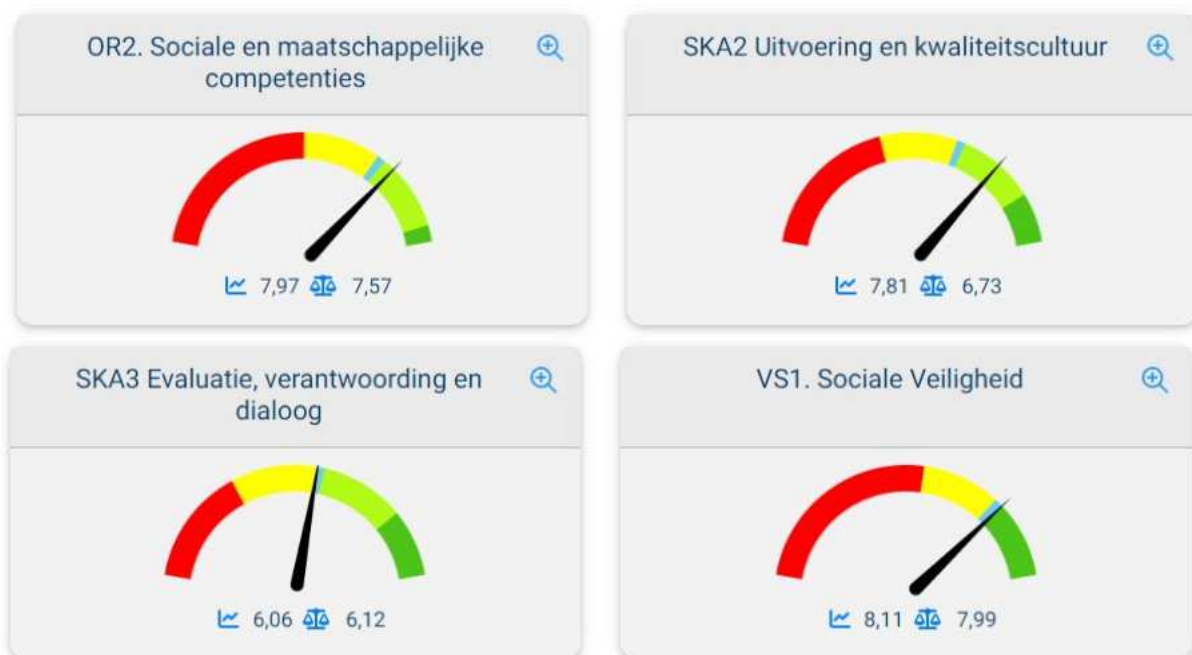 OR2. Sociale en maatschappelijke
competenties
7,97 7,57
SKA2 Uitvoering en kwaliteitscultuur
7,81 6,73
SKA3 Evaluatie, verantwoording en
dialoog
6,06 6,12
VS1. Sociale Veiligheid
8,11 7,99